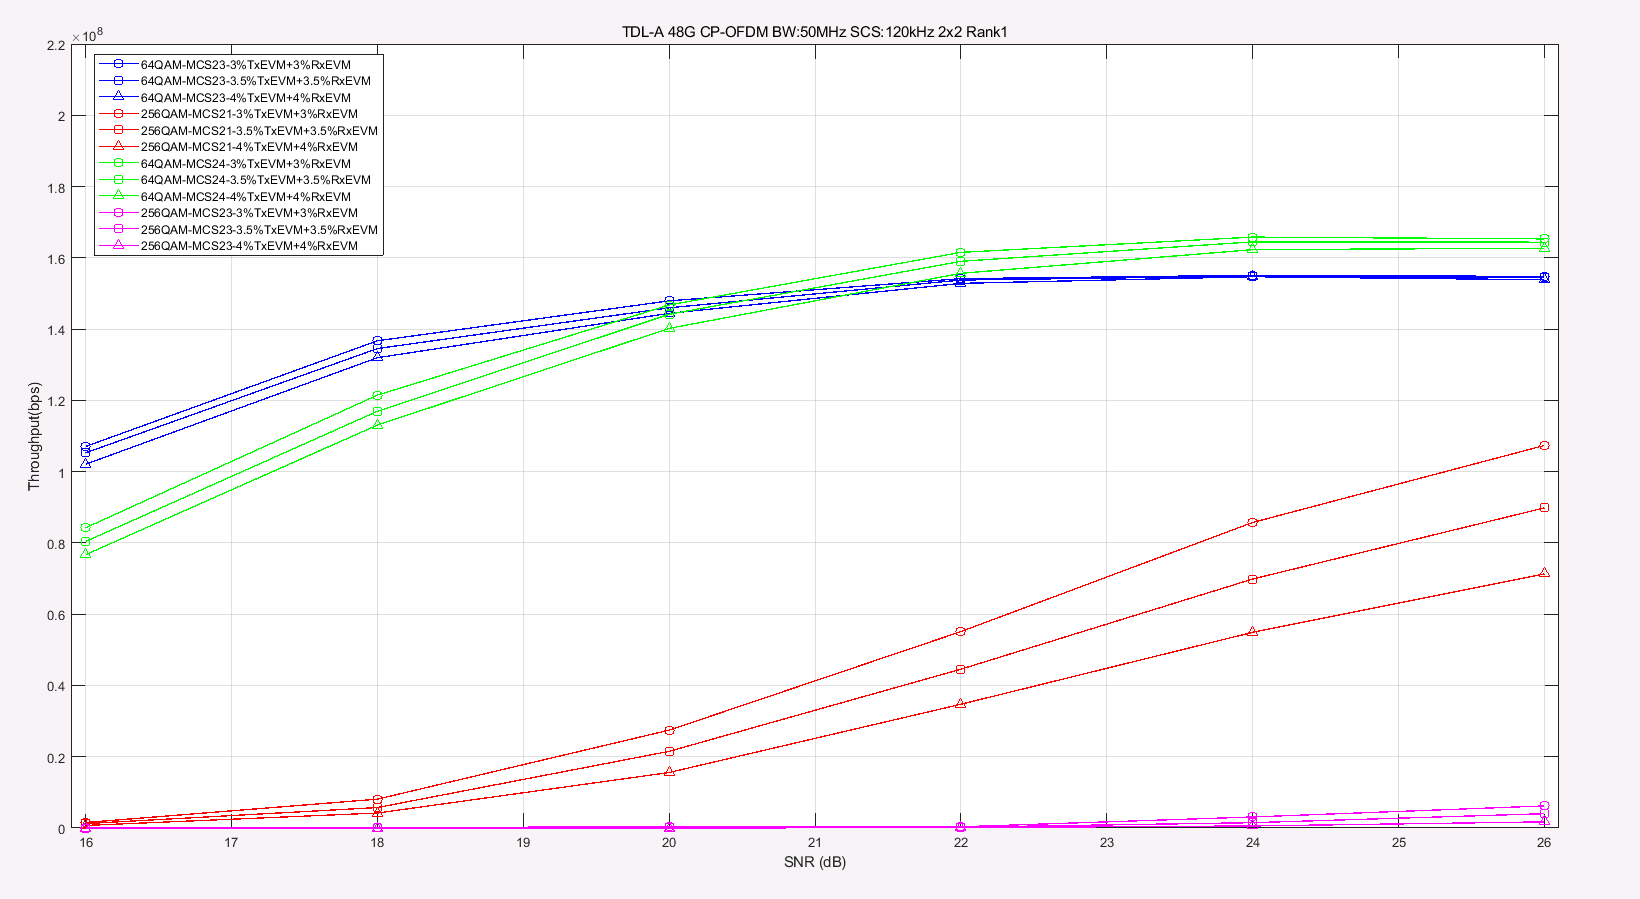 TDL-A 48G CP-OFDM BW:50MHz SCS:120kHz 2x2 Rank1
×10^8
2.2
2
1.8
1.6
1.4
1.2
1
0.8
0.6
0.4
0.2
0
Throughput(bps)
64QAM-MCS23-3%TxEVM+3%RxEVM
64QAM-MCS23-3.5%TxEVM+3.5%RxEVM
64QAM-MCS23-4%TxEVM+4%RxEVM
256QAM-MCS21-3%TxEVM+3%RxEVM
256QAM-MCS21-3.5%TxEVM+3.5%RxEVM
256QAM-MCS21-4%TxEVM+4%RxEVM
64QAM-MCS24-3%TxEVM+3%RxEVM
64QAM-MCS24-3.5%TxEVM+3.5%RxEVM
64QAM-MCS24-4%TxEVM+4%RxEVM
256QAM-MCS23-3%TxEVM+3%RxEVM
256QAM-MCS23-3.5%TxEVM+3.5%RxEVM
256QAM-MCS23-4%TxEVM+4%RxEVM
16 17 18 19 20 21 22 23 24 25 26
SNR (dB)